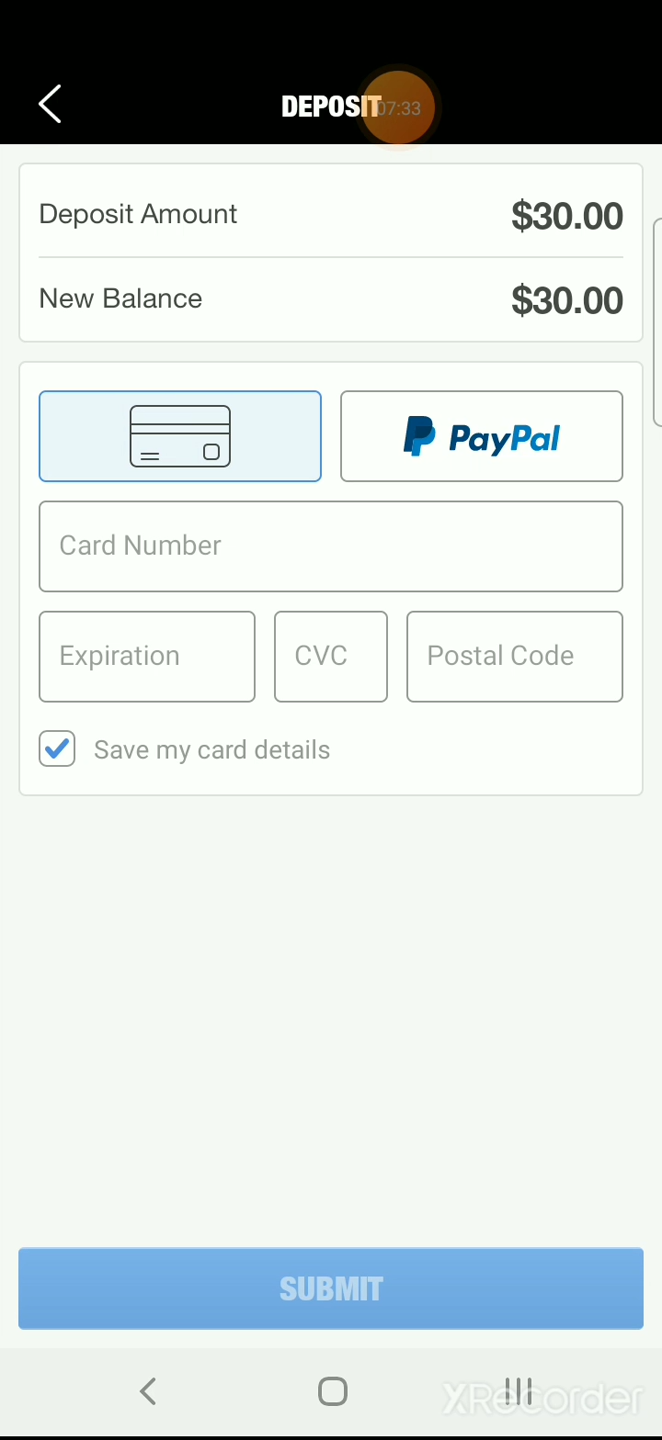 DEPOSIT
07:33
Deposit Amount $30.00
New Balance $30.00
PayPal
Card Number
Expiration CVC Postal Code
Save my card details
SUBMIT
XRecorder